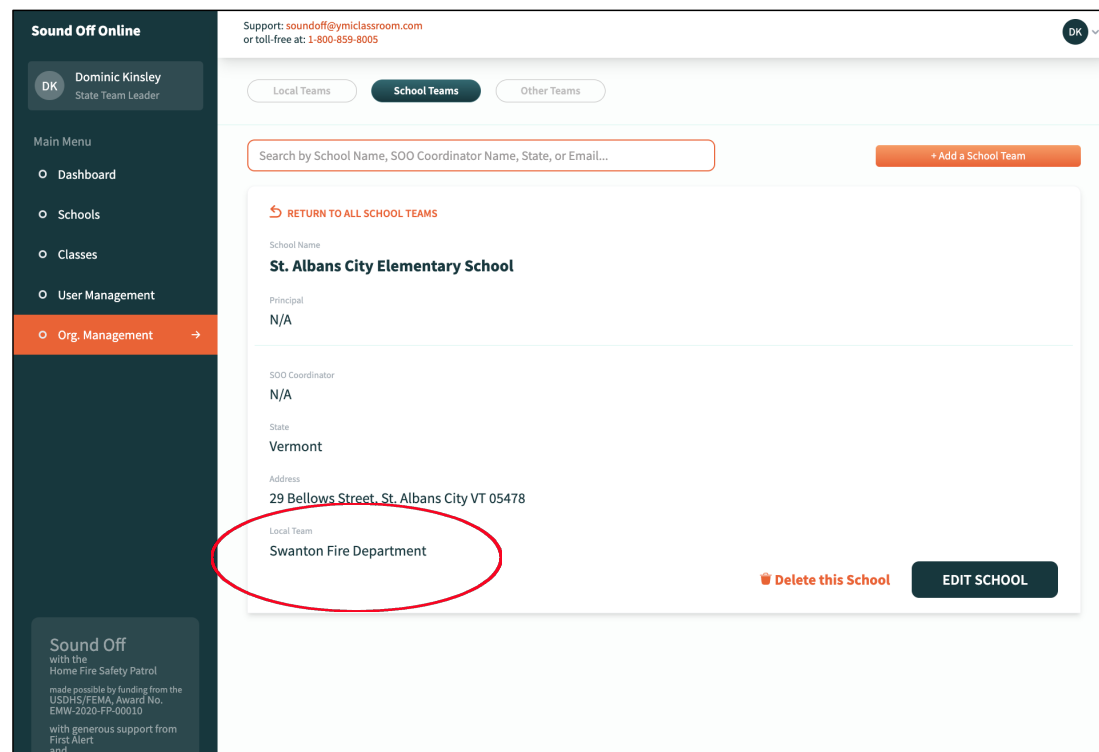 Sound Off Online
DK
Dominic Kinsley
State Team Leader
Main Menu
Dashboard
Schools
Classes
User Management
Org. Management
Sound Off
with the
Home Fire Safety Patrol
made possible by funding from the
USDHS/FEMA, Award No.
EMW-2020-FP-00010
with generous support from
First Alert
and
Support: soundoff@ymiclassroom.com
or toll-free at: 1-800-859-8005
DK
Local Teams
School Teams
Other Teams
Search by School Name, SOO Coordinator Name, State, or Email...
+ Add a School Team
RETURN TO ALL SCHOOL TEAMS
School Name
St. Albans City Elementary School
Principal
N/A
SOO Coordinator
N/A
State
Vermont
Address
29 Bellows Street, St. Albans City VT 05478
Local Team
Swanton Fire Department
Delete this School
EDIT SCHOOL